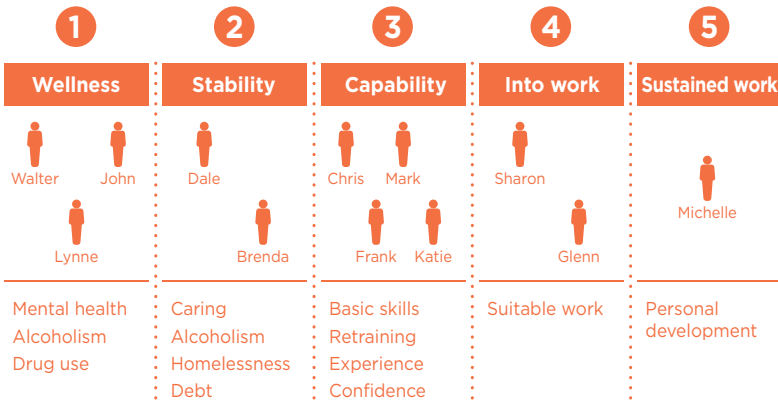 1 2 3 4 5
Wellness Stability Capability Into work Sustained work
Walter John Dale Chris Mark Sharon
Michelle
Lynne Brenda Frank Katie Glenn
Mental health Caring Basic skills Suitable work Personal
development
Alcoholism Alcoholism Retraining
Drug use Homelessness Experience
Debt Confidence